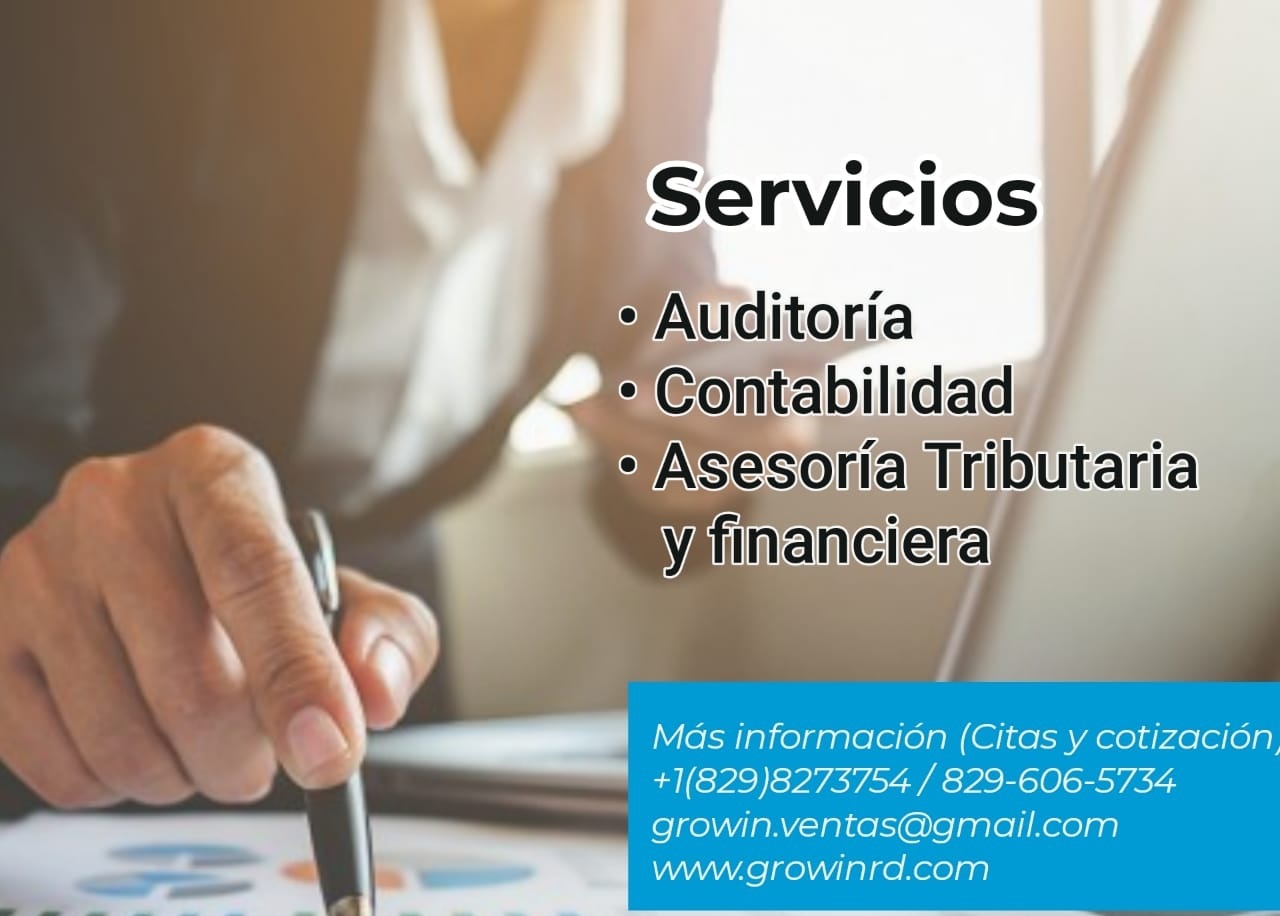 Servicios
• Auditoría
• Contabilidad
• Asesoría Tributaria
y financiera
Más información (Citas y cotización)
+1(829)8273754 / 829-606-5734
growin.ventas@gmail.com
www.growinrd.com